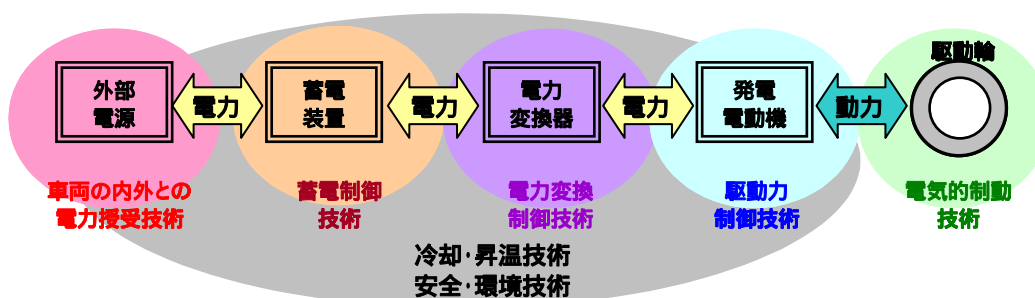 駆動輪
外部
電源
電力
蓄電
装置
電力
電力
変換器
電力
発電
電動機
動力
車両の内外との
電力授受技術
蓄電制御
技術
電力変換
制御技術
駆動力
制御技術
電気的制動
技術
冷却・昇温技術
安全・環境技術